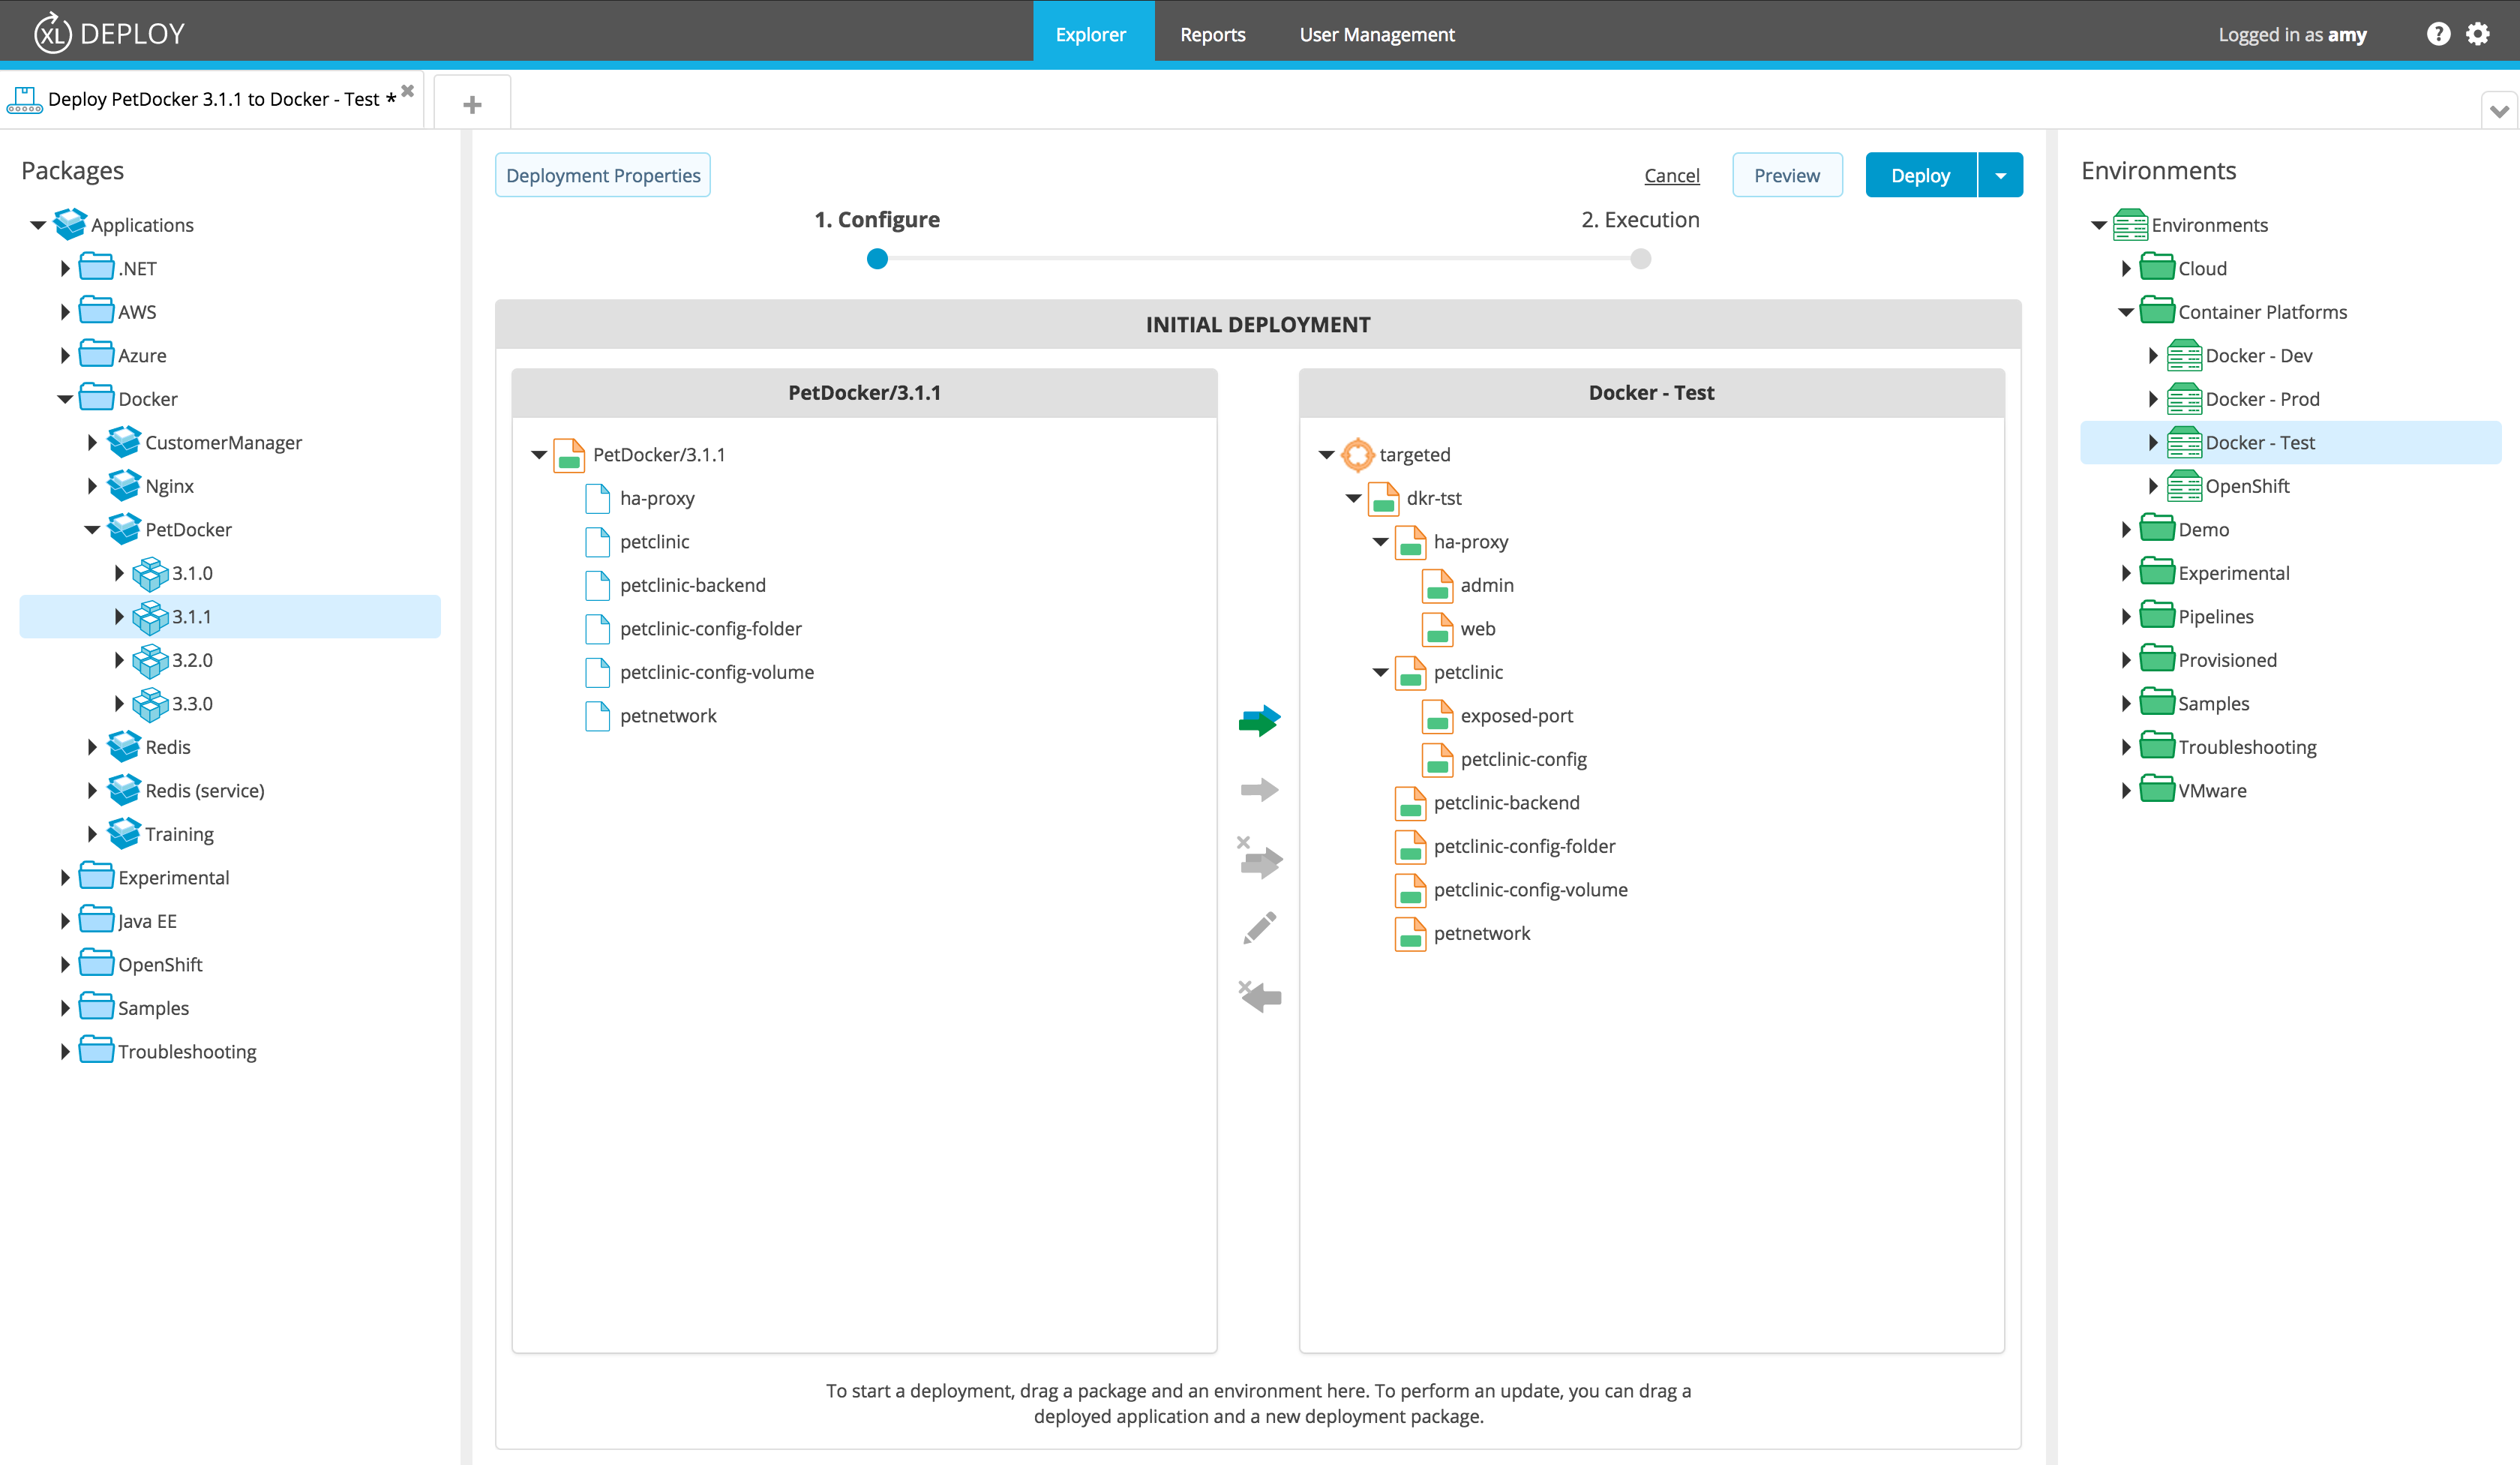 XL DEPLOY
Explorer
Reports
User Management
Logged in as amy
?
Deploy PetDocker 3.1.1 to Docker - Test *
+
Packages
Applications
.NET
AWS
Azure
Docker
CustomerManager
Nginx
PetDocker
3.1.0
3.1.1
3.2.0
3.3.0
Redis
Redis (service)
Training
Experimental
Java EE
OpenShift
Samples
Troubleshooting
Deployment Properties
Cancel
Preview
Deploy
1. Configure
2. Execution
INITIAL DEPLOYMENT
PetDocker/3.1.1
PetDocker/3.1.1
ha-proxy
petclinic
petclinic-backend
petclinic-config-folder
petclinic-config-volume
petnetwork
Docker - Test
targeted
dkr-tst
ha-proxy
admin
web
petclinic
exposed-port
petclinic-config
petclinic-backend
petclinic-config-folder
petclinic-config-volume
petnetwork
To start a deployment, drag a package and an environment here. To perform an update, you can drag a
deployed application and a new deployment package.
Environments
Environments
Cloud
Container Platforms
Docker - Dev
Docker - Prod
Docker - Test
OpenShift
Demo
Experimental
Pipelines
Provisioned
Samples
Troubleshooting
VMware